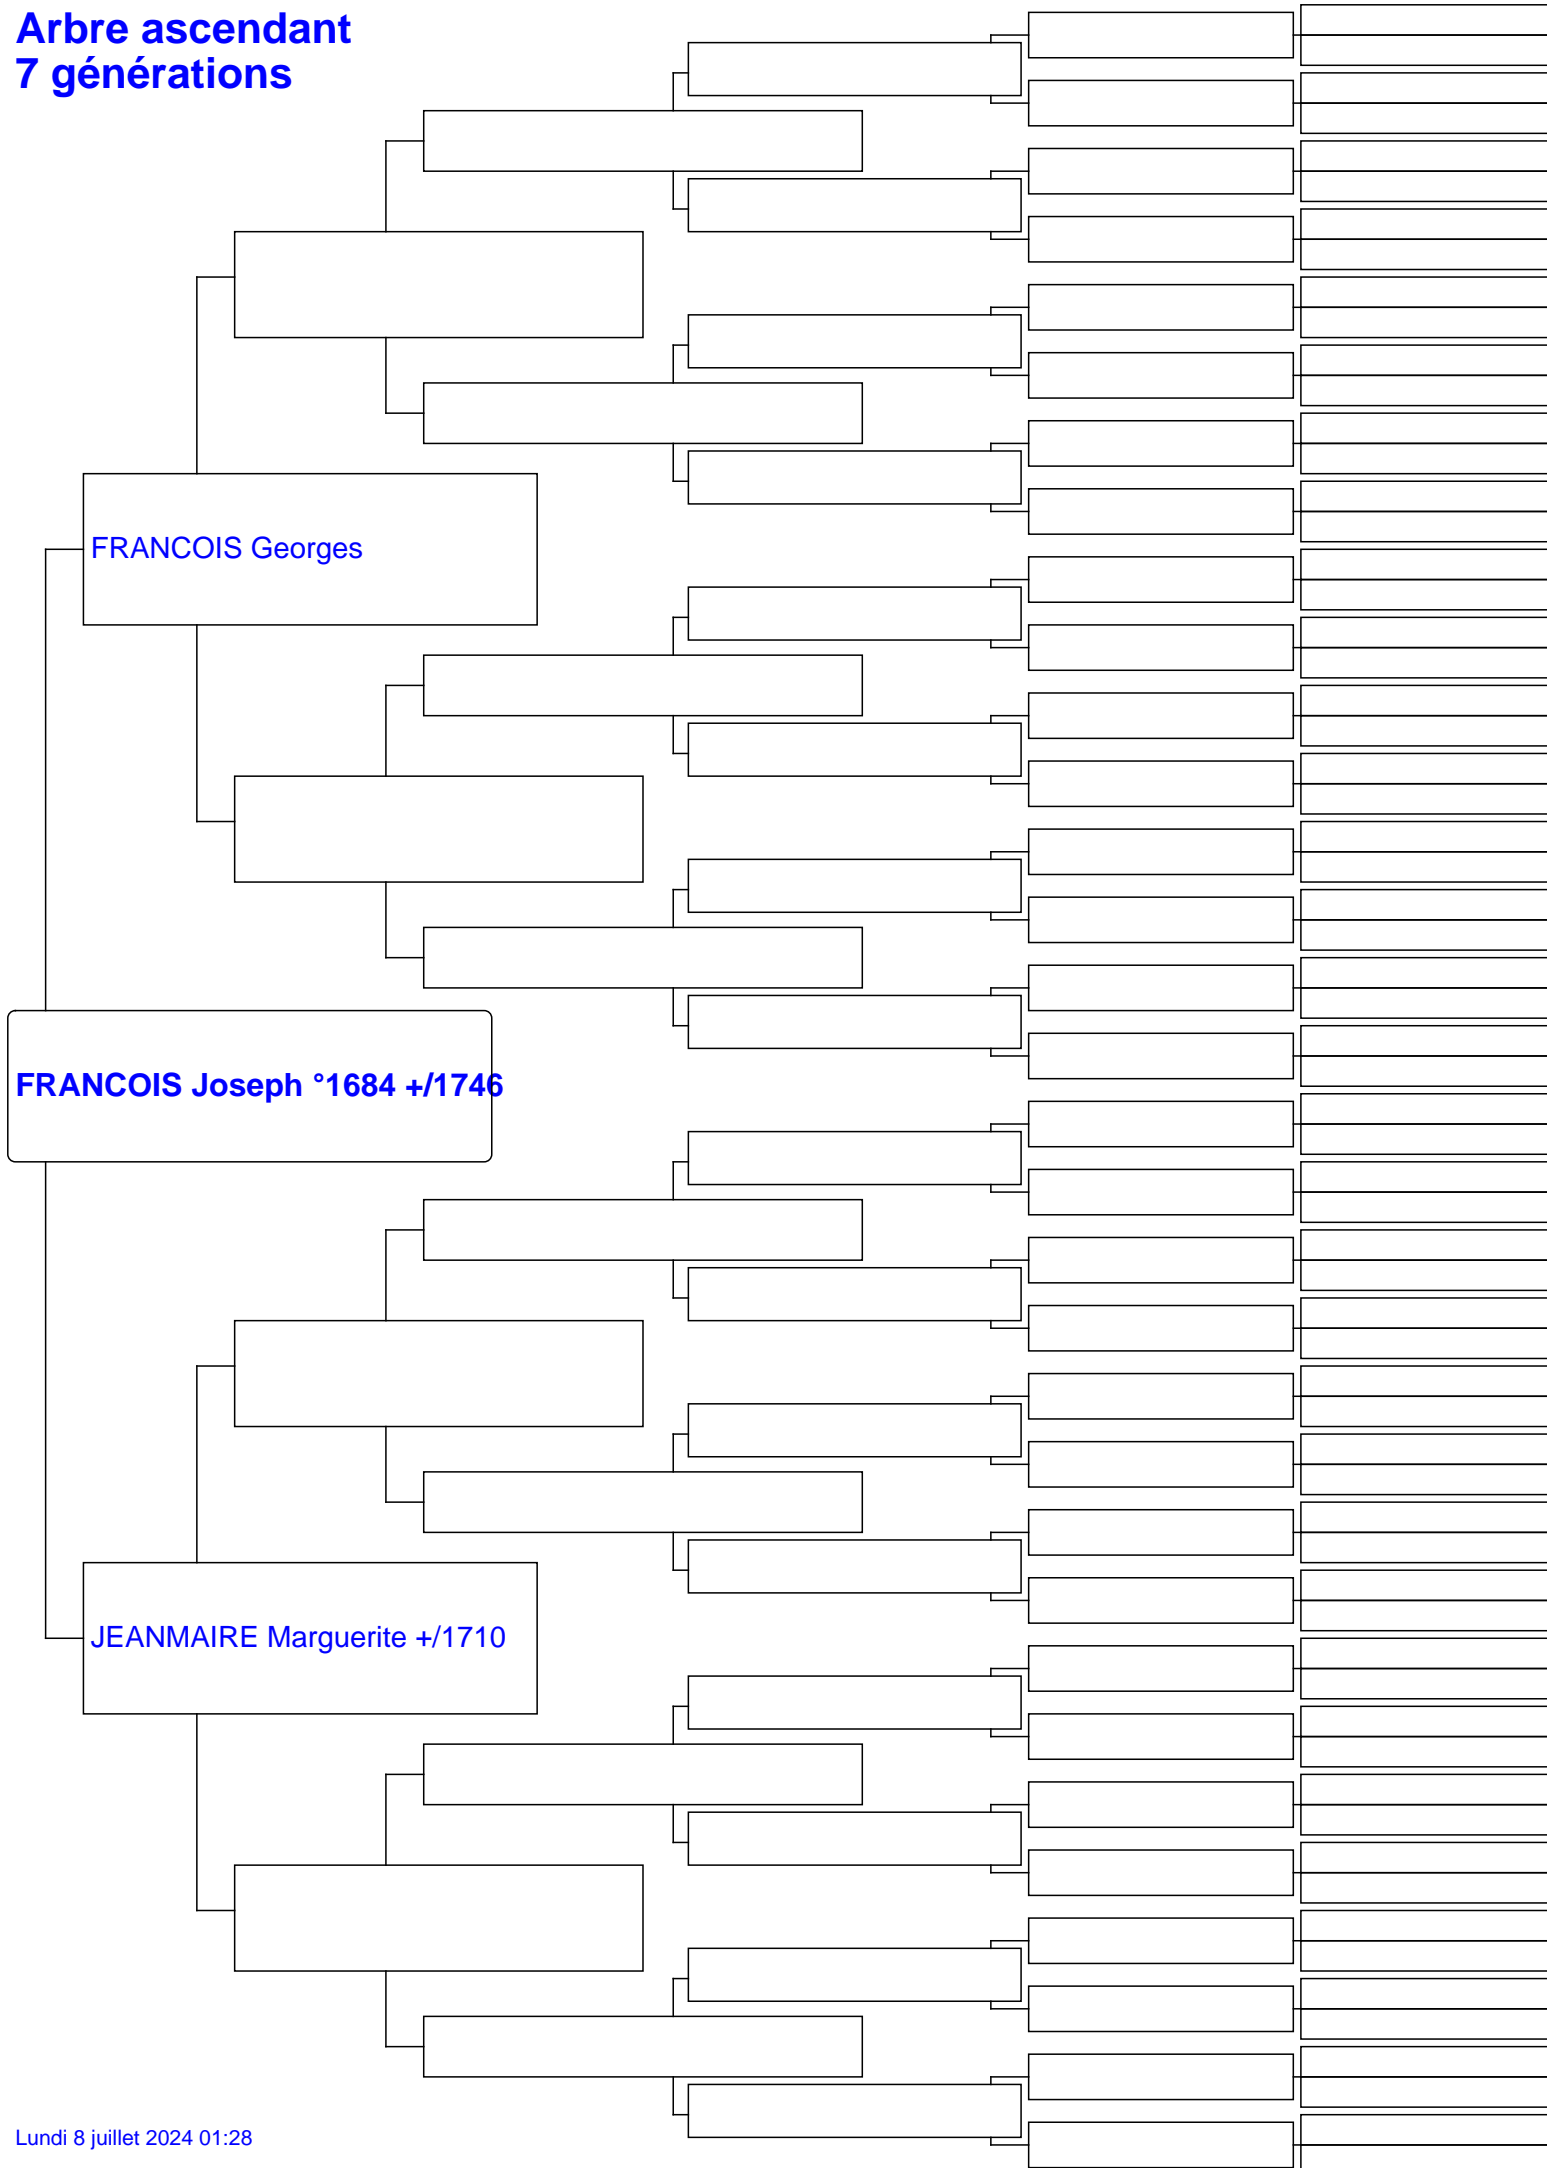 Arbre ascendant
7 générations
FRANCOIS Georges
FRANCOIS Joseph °1684 +/1746
JEANMAIRE Marguerite +/1710
Lundi 8 juillet 2024 01:28